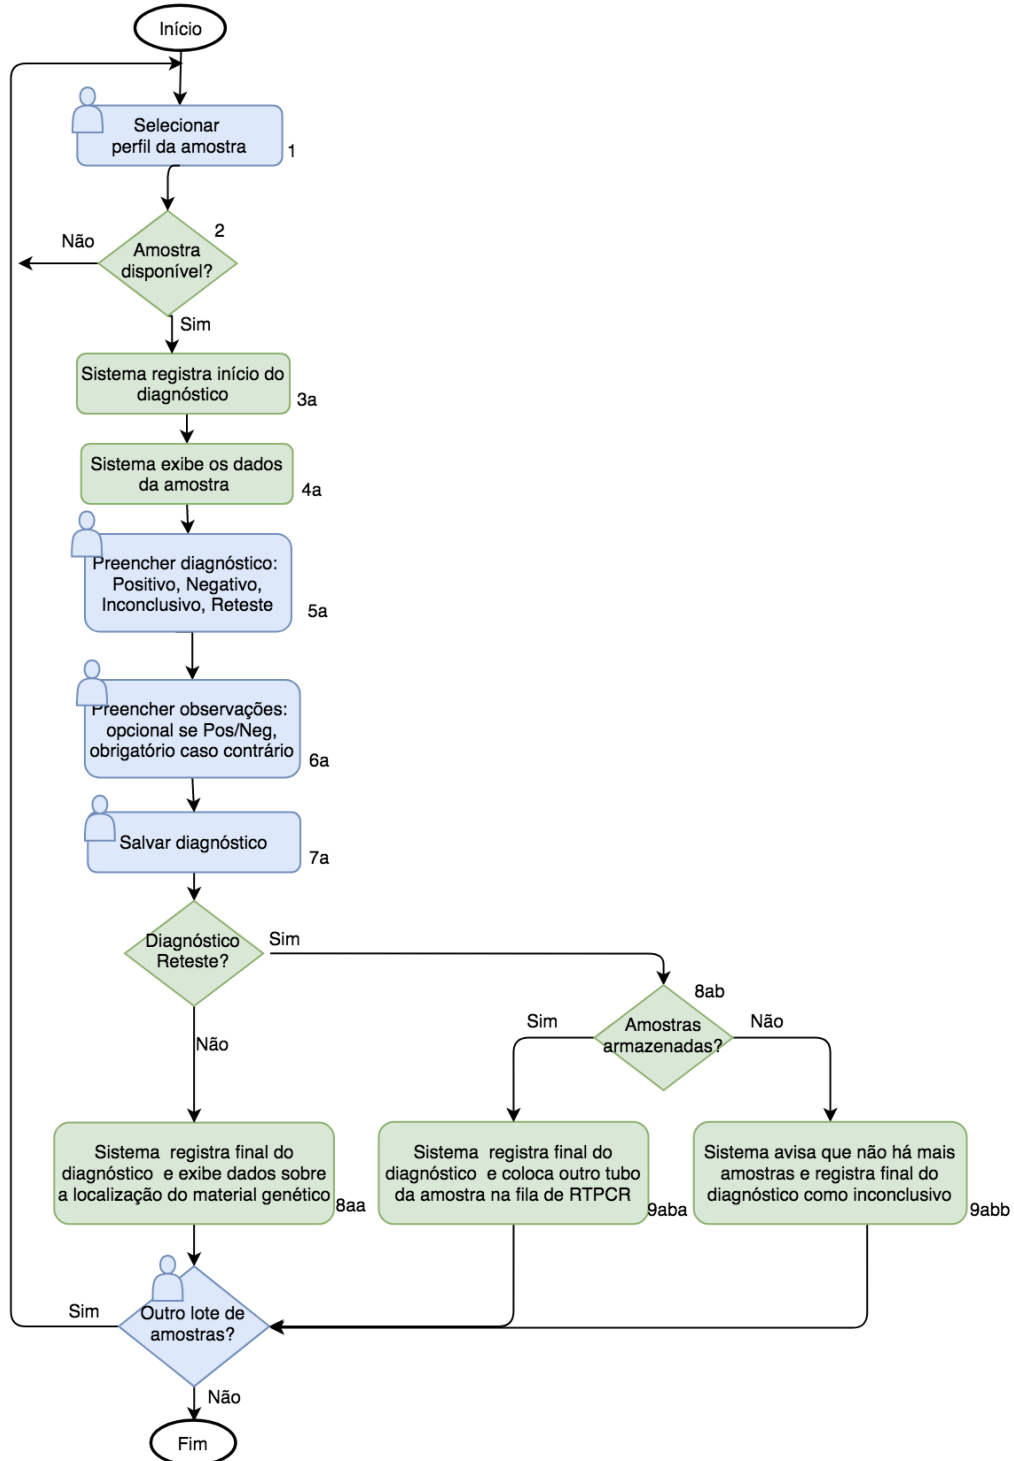 Início
Selecionar
perfil da amostra
1
2
Não
Amostra
disponível?
Sim
Sistema registra início do
diagnóstico
3a
Sistema exibe os dados
da amostra
4a
Preencher diagnóstico:
Positivo, Negativo,
Inconclusivo, Reteste
5a
Preencher observações:
opcional se Pos/Neg,
obrigatório caso contrário
6a
Salvar diagnóstico
7a
Diagnóstico
Reteste?
Sim
8ab
Sim
Amostras
armazenadas?
Não
Não
Sistema registra final do
diagnóstico e exibe dados sobre
a localização do material genético
8aa
Sistema registra final do
diagnóstico e coloca outro tubo
da amostra na fila de RTPCR
9aba
Sistema avisa que não há mais
amostras e registra final do
diagnóstico como inconclusivo
9abb
Sim
Outro lote de
amostras?
Não
Fim